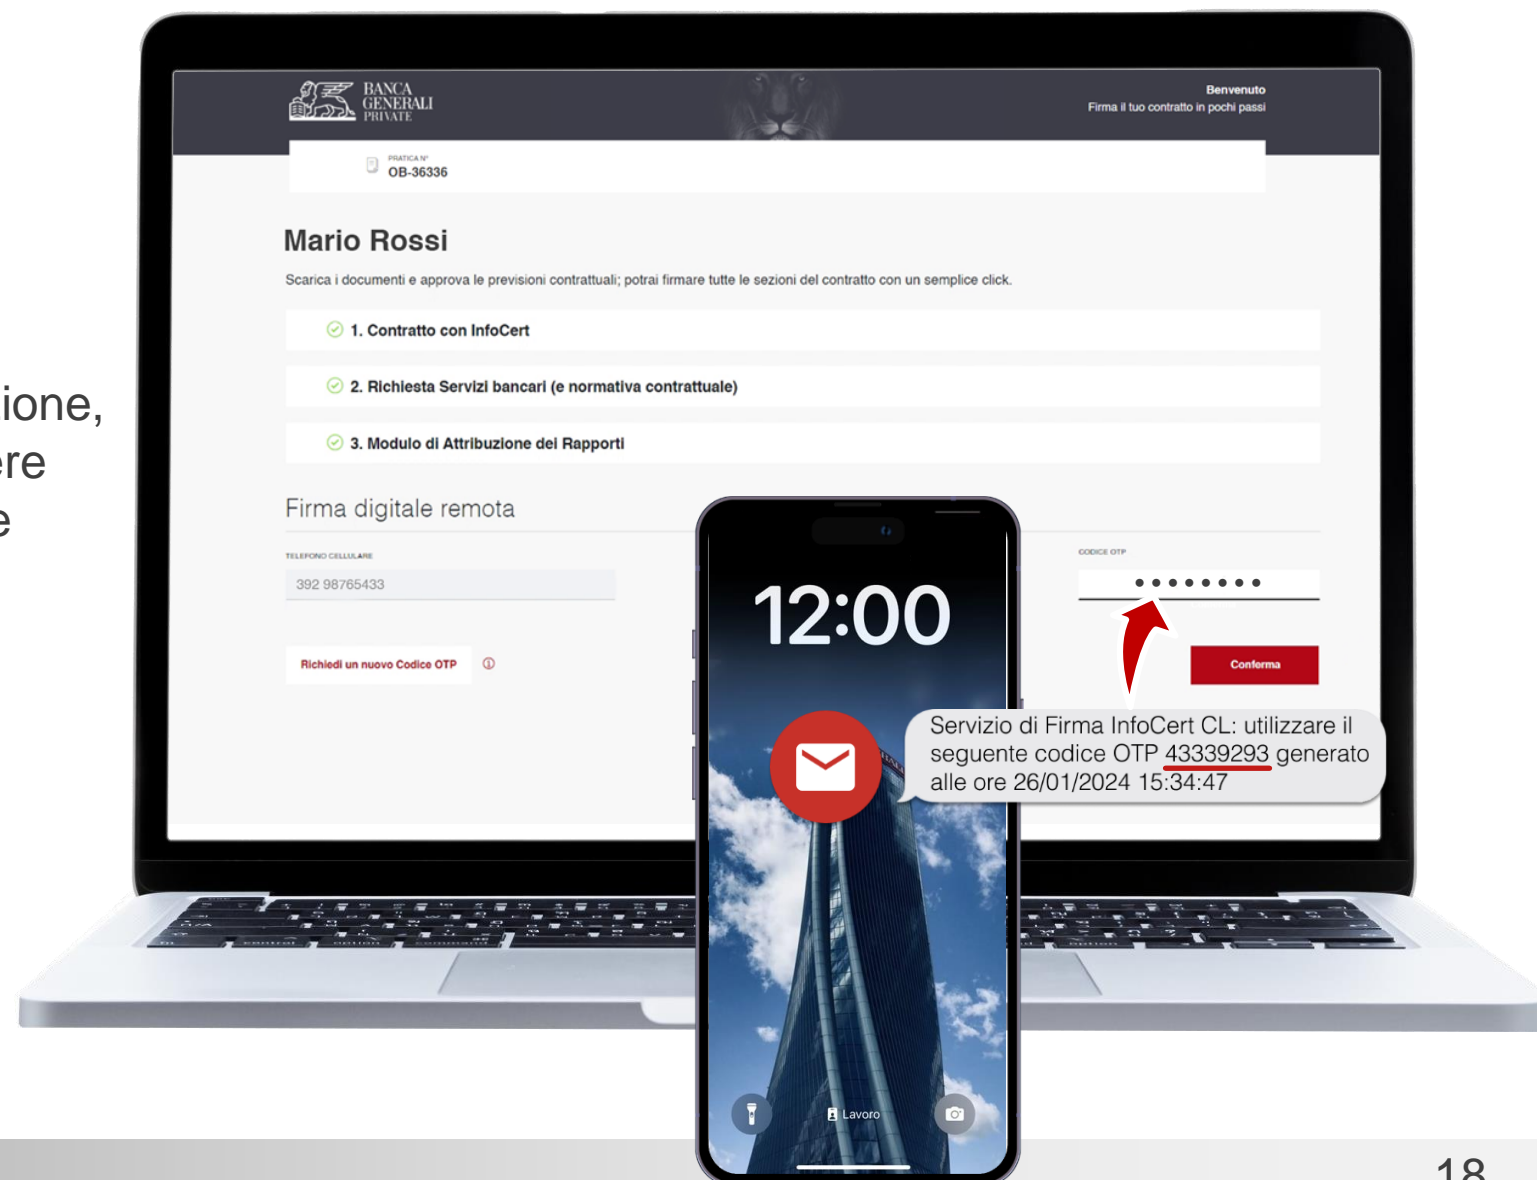 BANCA
GENERALI
PRIVATE
Benvenuto
Firma il tuo contratto in pochi passi
PRATICA N°
OB-36336
Mario Rossi
Scarica i documenti e approva le previsioni contrattuali; potrai firmare tutte le sezioni del contratto con un semplice click.
1. Contratto con InfoCert
2. Richiesta Servizi bancari (e normativa contrattuale)
3. Modulo di Attribuzione dei Rapporti
ione,
ere
e
Firma digitale remota
TELEFONO CELLULARE
392 98765433
CODICE OTP
Richiedi un nuovo Codice OTP
Conferma
12:00
Servizio di Firma InfoCert CL: utilizzare il
seguente codice OTP 43339293 generato
alle ore 26/01/2024 15:34:47
control option command
option
Lavoro
18